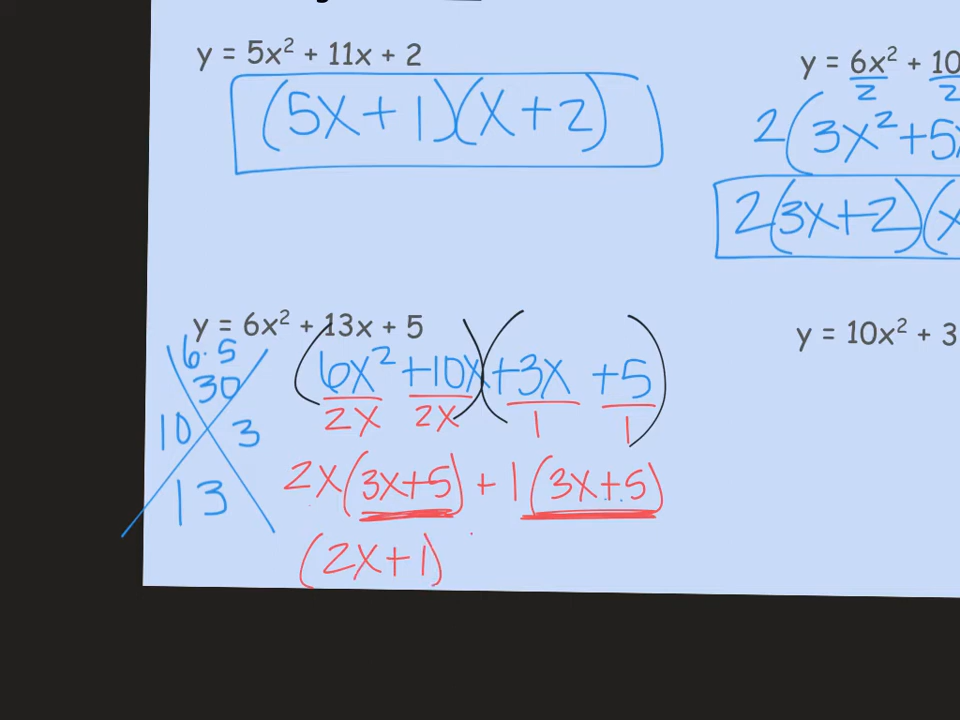 y = 5x² + 11x + 2
(5x+1)(x+2)
y = 6x² + 10
2 2
2(3x²+5x
2(3x+2)(x
y = 6x² + 13x + 5
6·5
30
10 3
13
(6x²+10x)(+3x+5)
2x 2x 1 1
2x(3x+5) + 1(3x+5)
(2x+1)
y = 10x² + 3